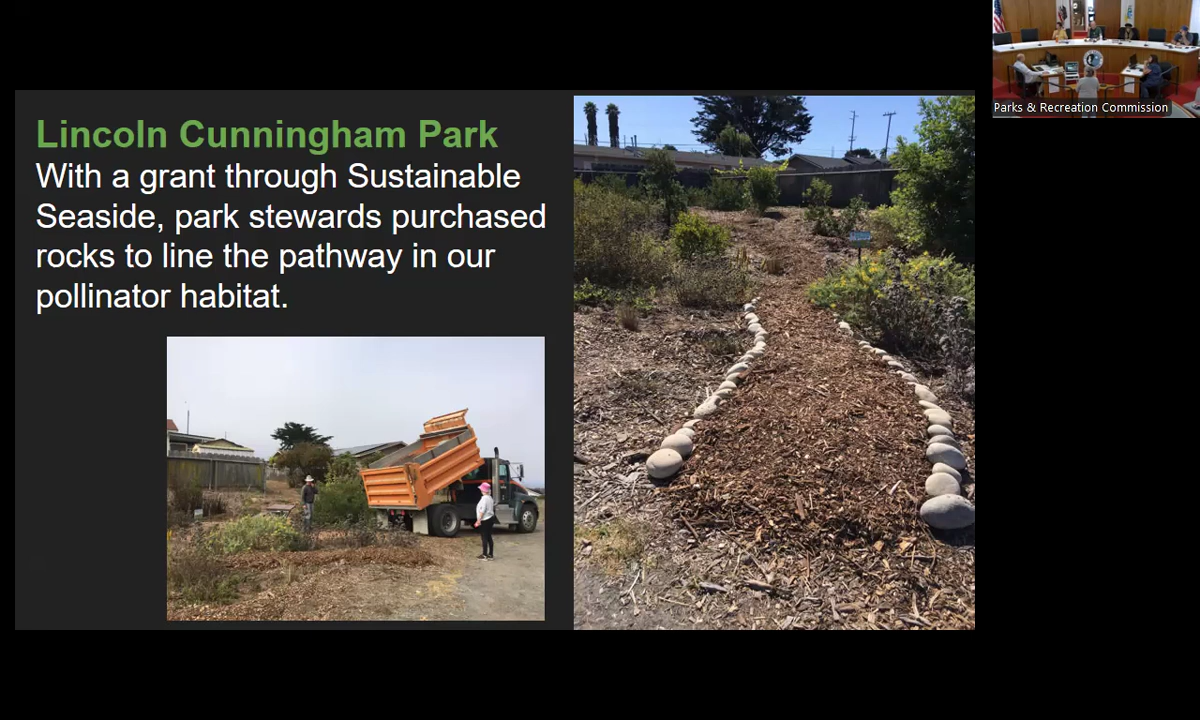 Lincoln Cunningham Park
With a grant through Sustainable
Seaside, park stewards purchased
rocks to line the pathway in our
pollinator habitat.
Parks & Recreation Commission